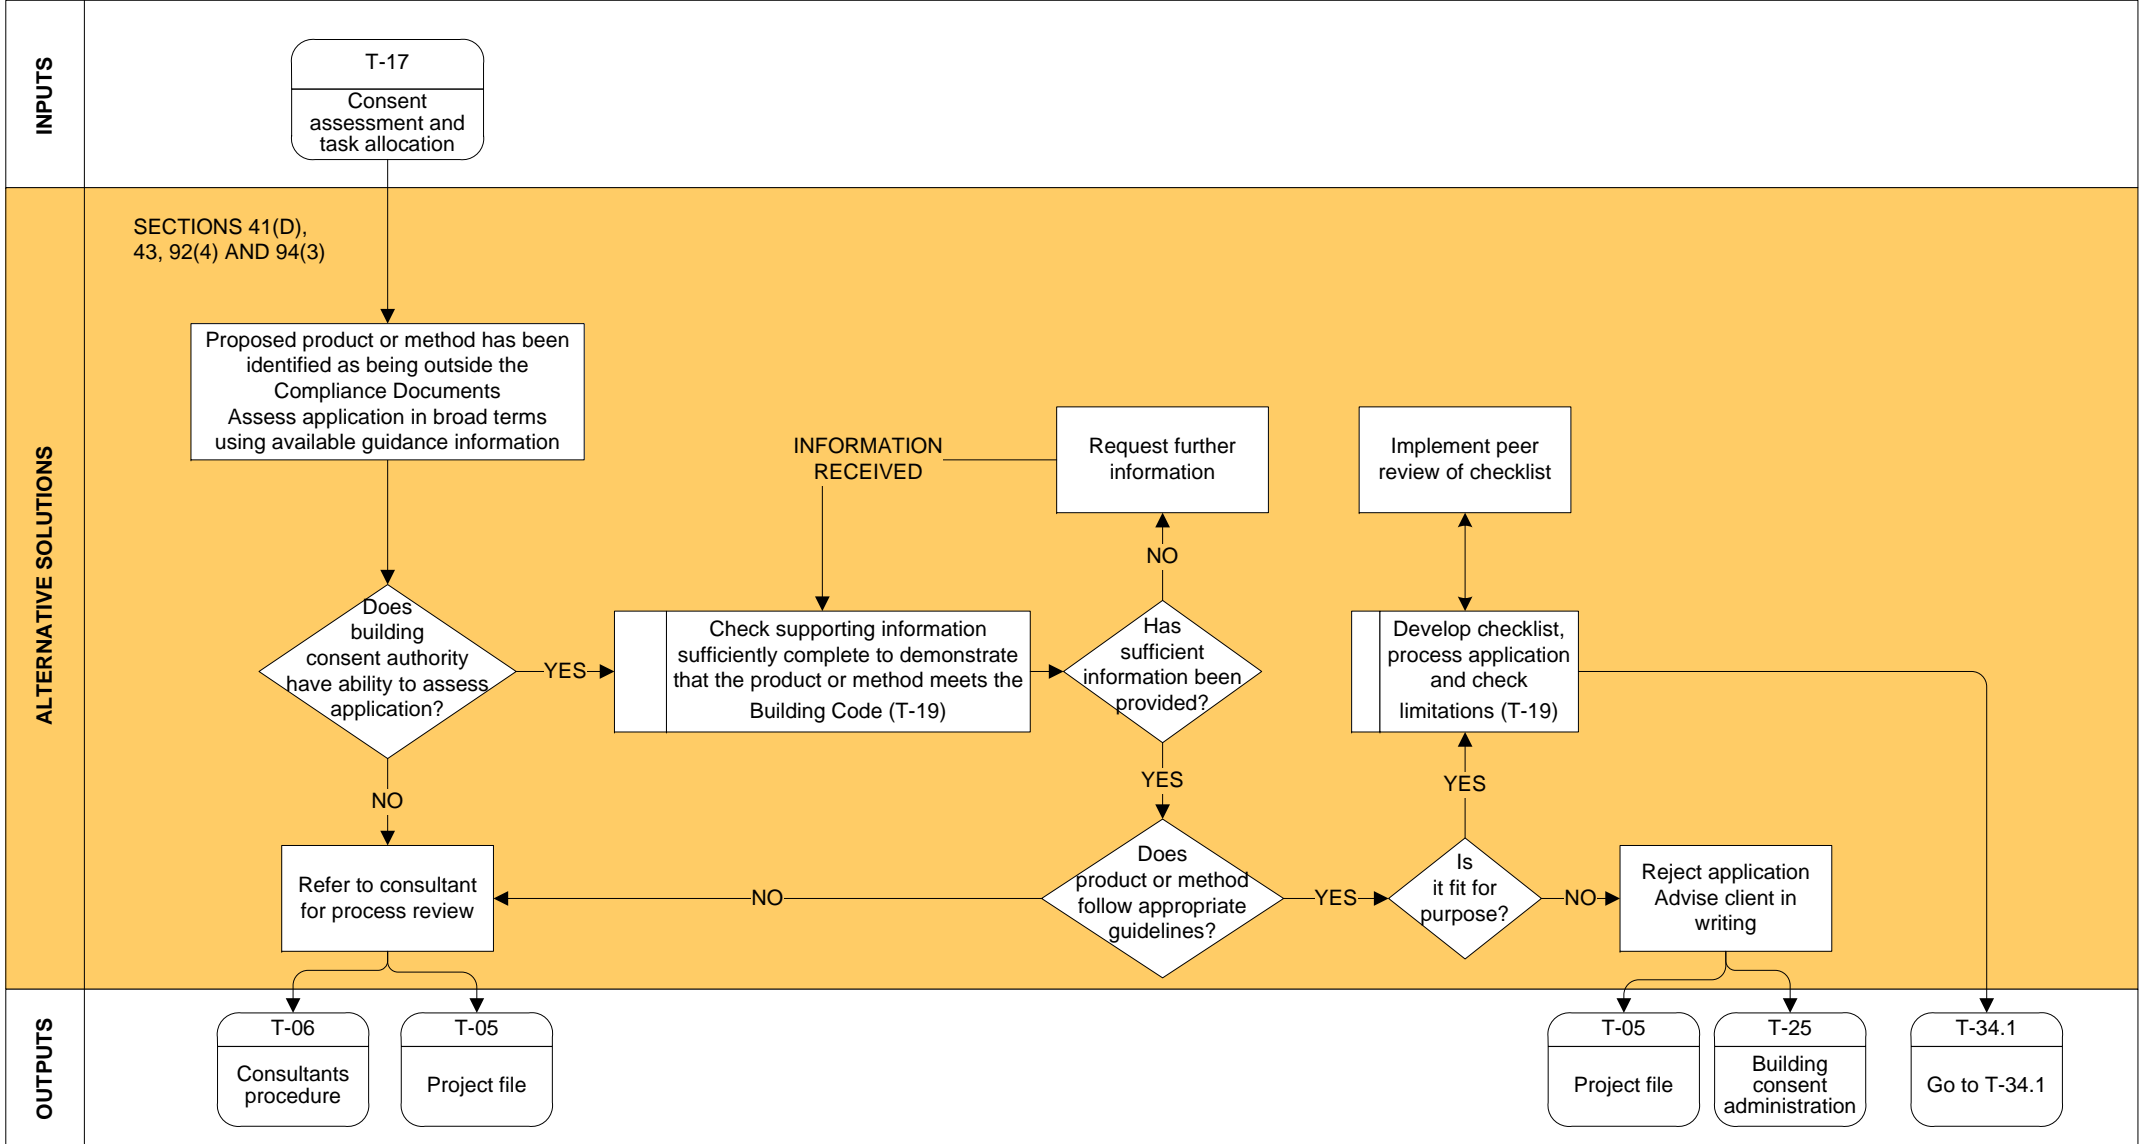 INPUTS
T-17
Consent
assessment and
task allocation
ALTERNATIVE SOLUTIONS
SECTIONS 41(D),
43, 92(4) AND 94(3)
Proposed product or method has been
identified as being outside the
Compliance Documents
Assess application in broad terms
using available guidance information
INFORMATION
RECEIVED
Request further
information
Implement peer
review of checklist
NO
Does
building
consent authority
have ability to assess
application?
YES
Check supporting information
sufficiently complete to demonstrate
that the product or method meets the
Building Code (T-19)
Has
sufficient
information been
provided?
Develop checklist,
process application
and check
limitations (T-19)
NO
YES
YES
Refer to consultant
for process review
NO
Does
product or method
follow appropriate
guidelines?
YES
Is
it fit for
purpose?
NO
Reject application
Advise client in
writing
OUTPUTS
T-06
Consultants
procedure
T-05
Project file
T-05
Project file
T-25
Building
consent
administration
T-34.1
Go to T-34.1